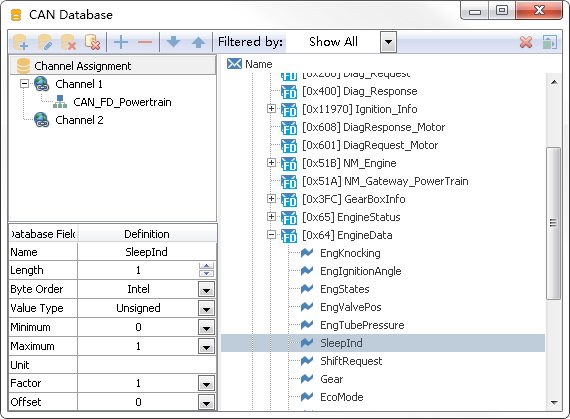 CAN Database
Filtered by: Show All
Channel Assignment
Channel 1
CAN_FD_Powertrain
Channel 2
Database Field Definition
Name SleepInd
Length 1
Byte Order Intel
Value Type Unsigned
Minimum 0
Maximum 1
Unit
Factor 1
Offset 0
Name
[0x200] Diag_Request
[0x400] Diag_Response
[0x11970] Ignition_Info
[0x608] DiagResponse_Motor
[0x601] DiagRequest_Motor
[0x51B] NM_Engine
[0x51A] NM_Gateway_PowerTrain
[0x3FC] GearBoxInfo
[0x65] EngineStatus
[0x64] EngineData
EngKnocking
EngIgnitionAngle
EngStates
EngValvePos
EngTubePressure
SleepInd
ShiftRequest
Gear
EcoMode